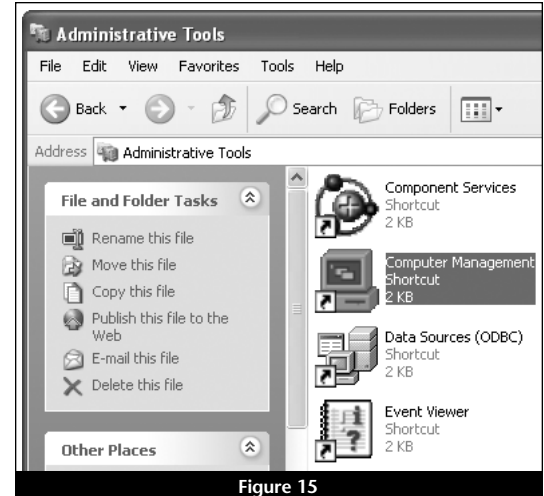 Administrative Tools
File Edit View Favorites Tools Help
Back Search Folders
Address Administrative Tools
File and Folder Tasks
Rename this file
Move this file
Copy this file
Publish this file to the
Web
E-mail this file
Delete this file
Other Places
Component Services
Shortcut
2 KB
Computer Management
Shortcut
2 KB
Data Sources (ODBC)
Shortcut
2 KB
Event Viewer
Shortcut
2 KB
Figure 15